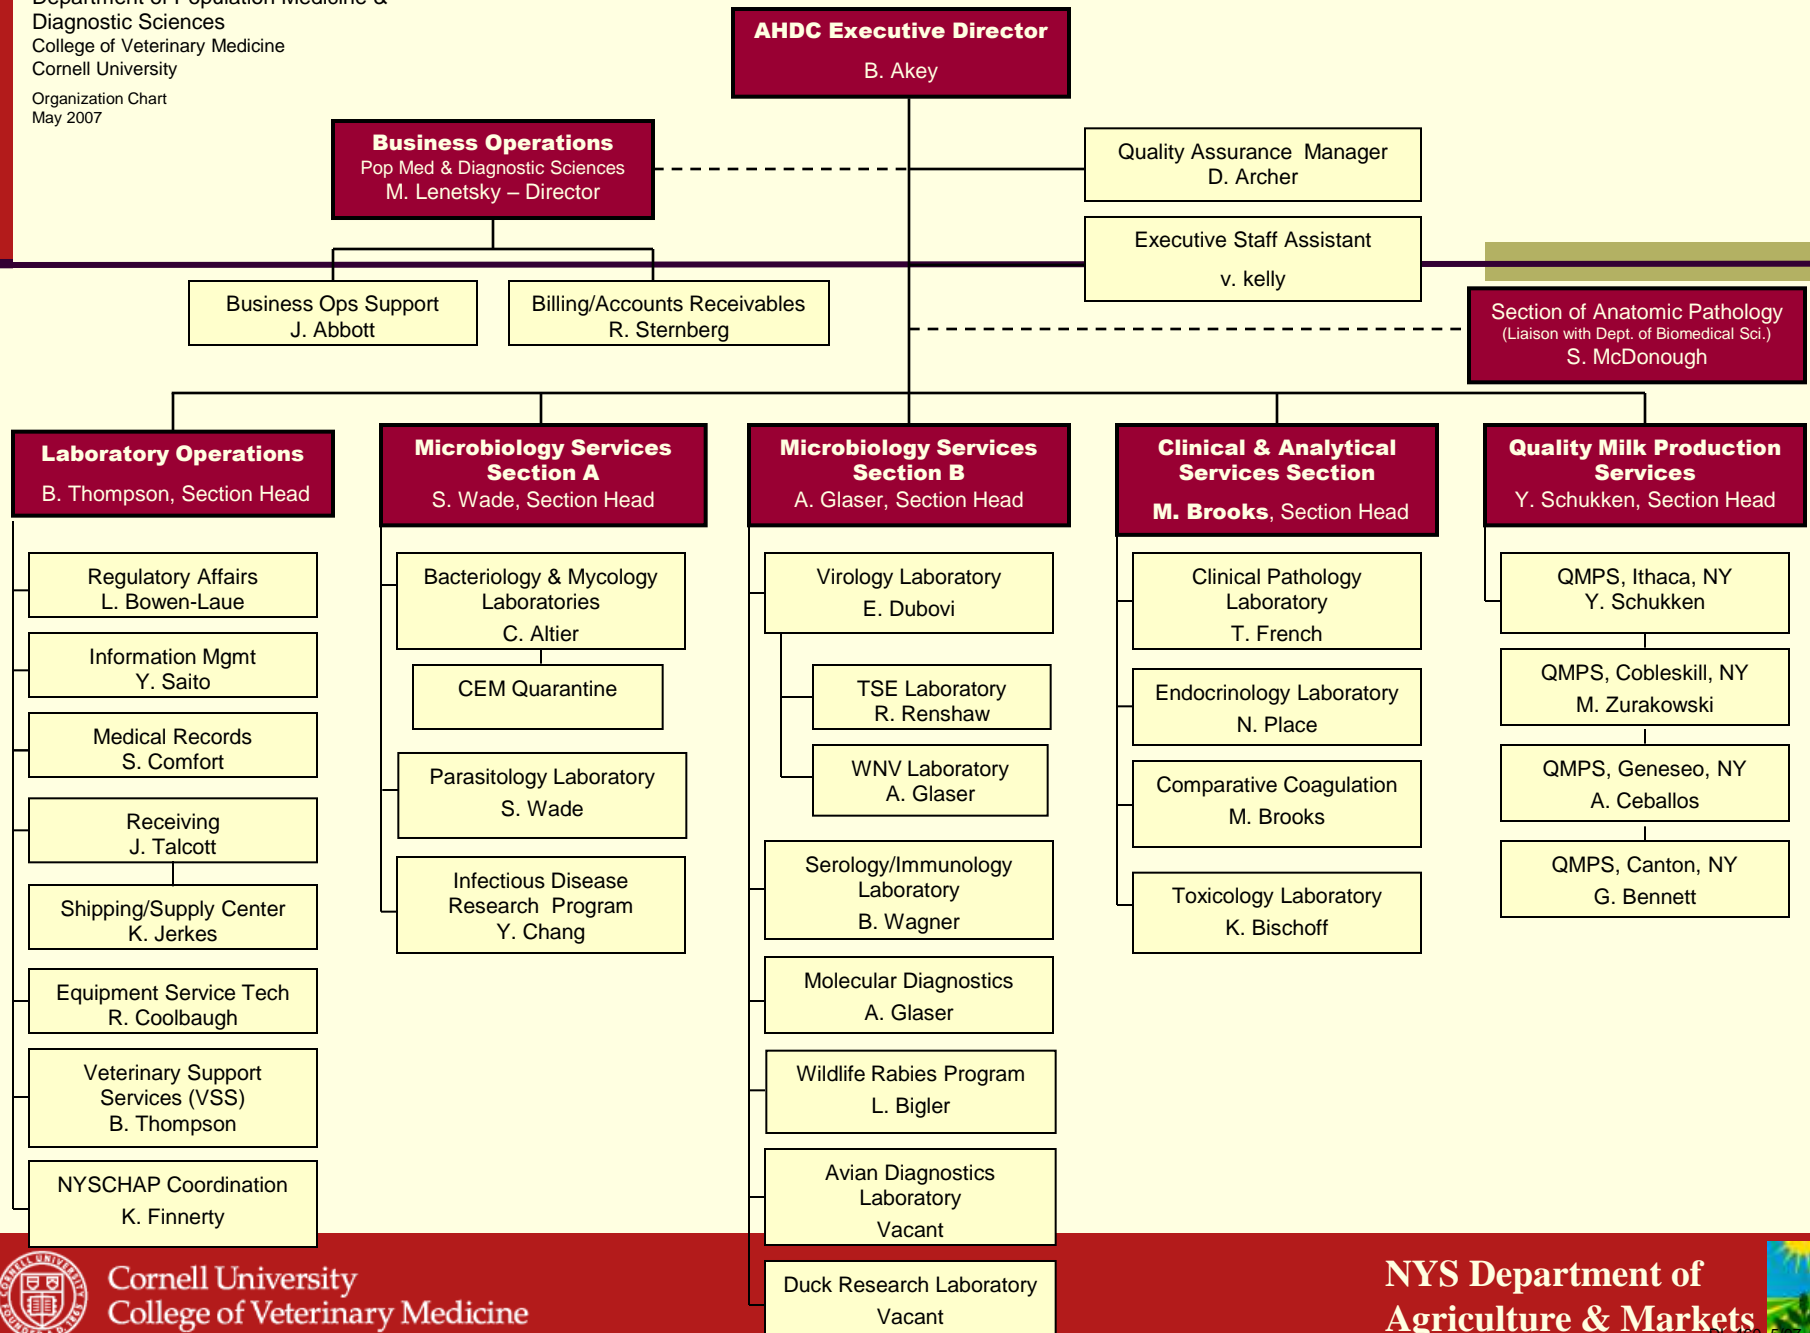 Department of Population Medicine &
Diagnostic Sciences
College of Veterinary Medicine
Cornell University
Organization Chart
May 2007
AHDC Executive Director
B. Akey
Business Operations
Pop Med & Diagnostic Sciences
M. Lenetsky – Director
Quality Assurance Manager
D. Archer
Executive Staff Assistant
v. kelly
Business Ops Support
J. Abbott
Billing/Accounts Receivables
R. Sternberg
Section of Anatomic Pathology
(Liaison with Dept. of Biomedical Sci.)
S. McDonough
Laboratory Operations
B. Thompson, Section Head
Regulatory Affairs
L. Bowen-Laue
Information Mgmt
Y. Saito
Medical Records
S. Comfort
Receiving
J. Talcott
Shipping/Supply Center
K. Jerkes
Equipment Service Tech
R. Coolbaugh
Veterinary Support
Services (VSS)
B. Thompson
NYSCHAP Coordination
K. Finnerty
Microbiology Services
Section A
S. Wade, Section Head
Bacteriology & Mycology
Laboratories
C. Altier
CEM Quarantine
Parasitology Laboratory
S. Wade
Infectious Disease
Research Program
Y. Chang
Microbiology Services
Section B
A. Glaser, Section Head
Virology Laboratory
E. Dubovi
TSE Laboratory
R. Renshaw
WNV Laboratory
A. Glaser
Serology/Immunology
Laboratory
B. Wagner
Molecular Diagnostics
A. Glaser
Wildlife Rabies Program
L. Bigler
Avian Diagnostics
Laboratory
Vacant
Duck Research Laboratory
Vacant
Clinical & Analytical
Services Section
M. Brooks, Section Head
Clinical Pathology
Laboratory
T. French
Endocrinology Laboratory
N. Place
Comparative Coagulation
M. Brooks
Toxicology Laboratory
K. Bischoff
Quality Milk Production
Services
Y. Schukken, Section Head
QMPS, Ithaca, NY
Y. Schukken
QMPS, Cobleskill, NY
M. Zurakowski
QMPS, Geneseo, NY
A. Ceballos
QMPS, Canton, NY
G. Bennett
Cornell University
College of Veterinary Medicine
NYS Department of
Agriculture & Markets